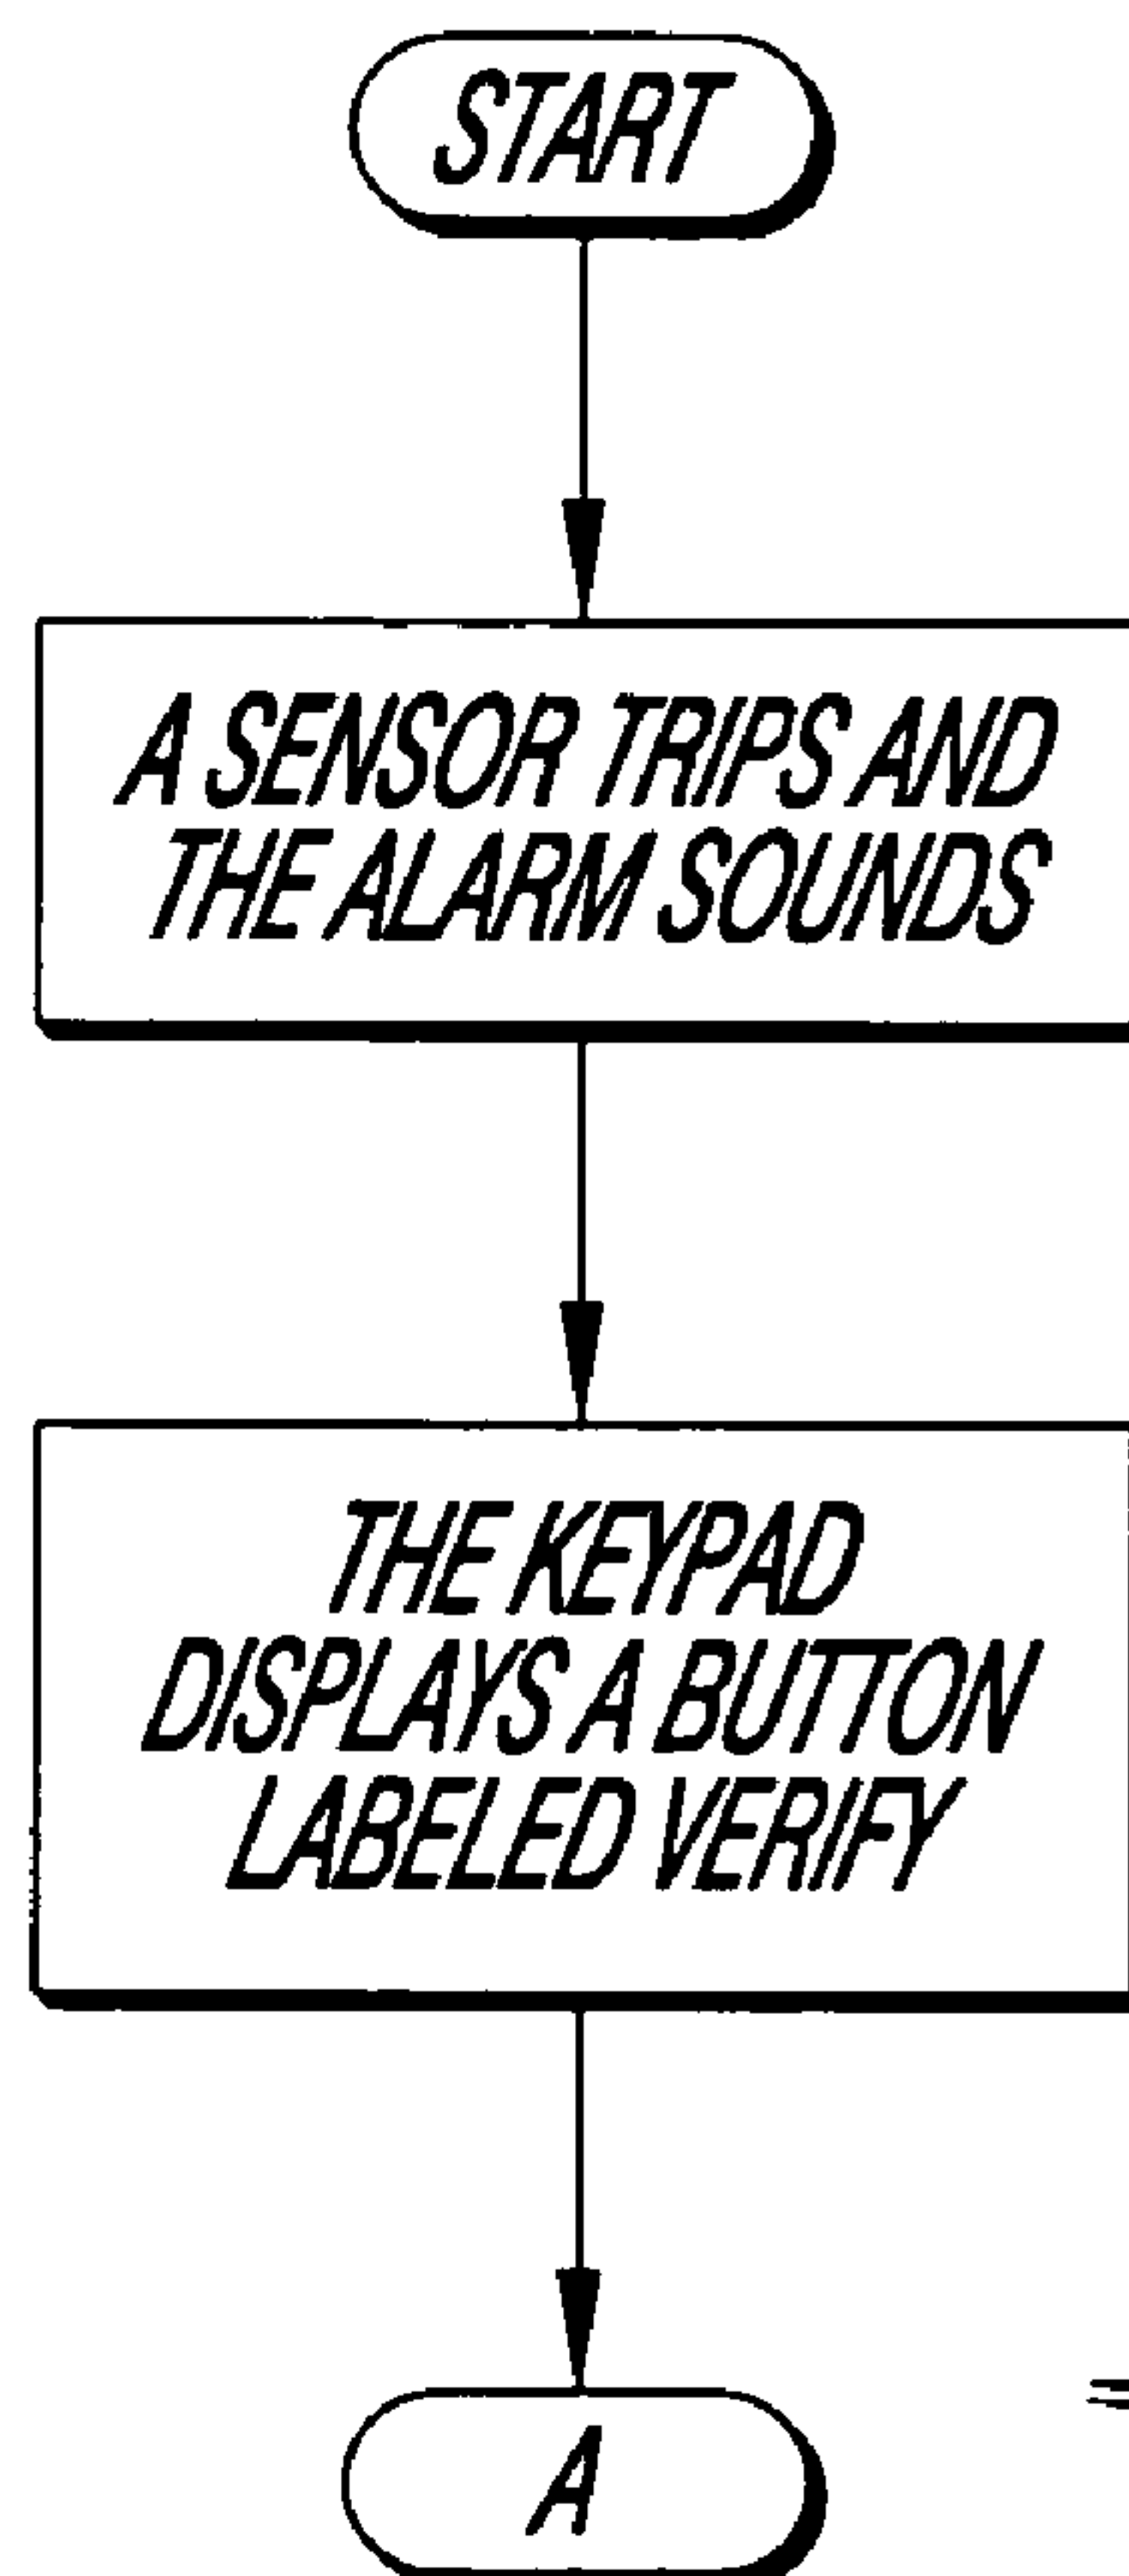 START
A SENSOR TRIPS AND
THE ALARM SOUNDS
THE KEYPAD
DISPLAYS A BUTTON
LABELED VERIFY
A